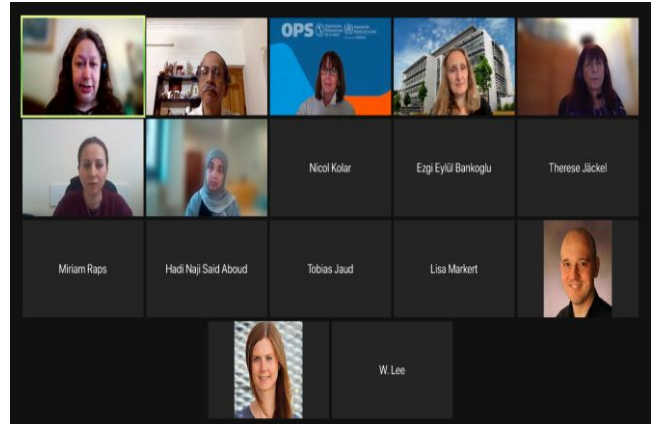 OPS
Nicol Kolar
Ezgi Eylül Bankoglu
Therese Jäckel
Miriam Raps
Hadi Naji Said Aboud
Tobias Jaud
Lisa Markert
W. Lee